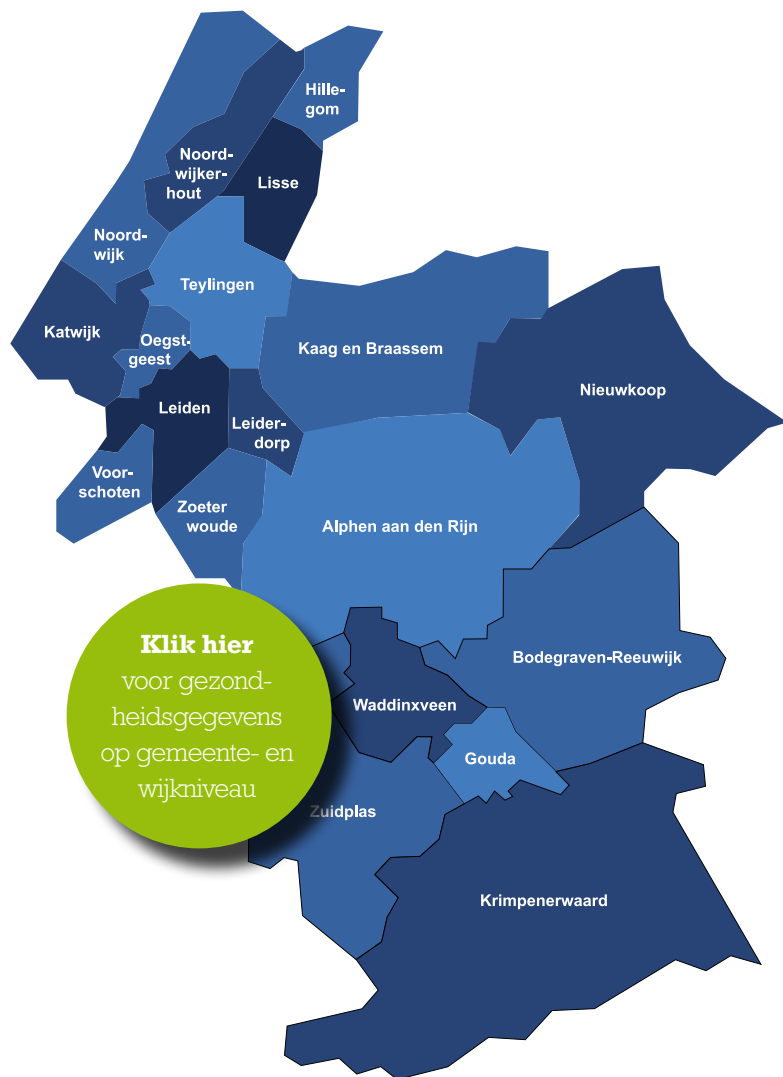 Hille-
gom
Noord-
wijker-
hout
Lisse
Noord-
wijk
Teylingen
Katwijk
Oegst-
geest
Kaag en Braassem
Nieuwkoop
Leiden
Leider-
dorp
Voor-
schoten
Zoeter
woude
Alphen aan den Rijn
Klik hier
voor gezond-
heidsgegevens
op gemeente- en
wijkniveau
Bodegraven-Reeuwijk
Waddinxveen
Gouda
Zuidplas
Krimpenerwaard